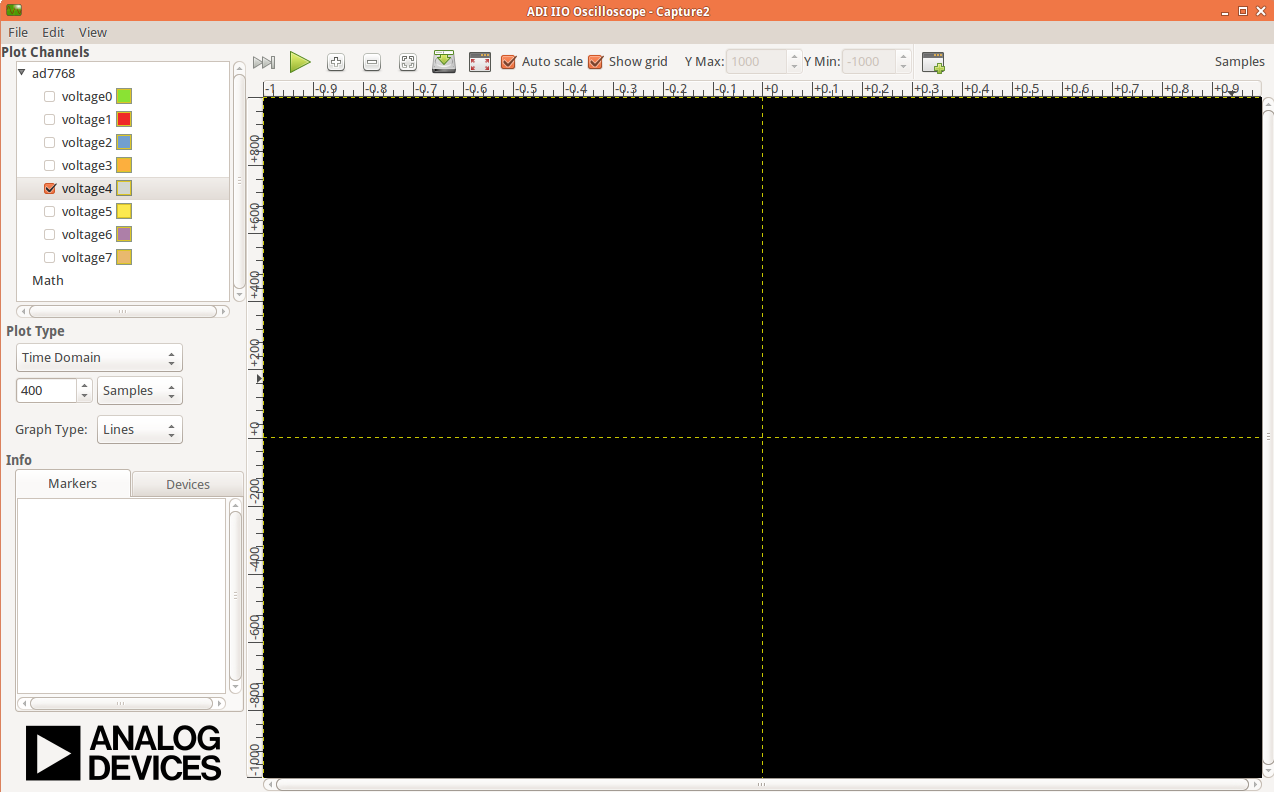 ADI IIO Oscilloscope - Capture2
File Edit View
Plot Channels
ad7768
voltage0
voltage1
voltage2
voltage3
voltage4
voltage5
voltage6
voltage7
Math
Plot Type
Time Domain
400 Samples
Graph Type: Lines
Info
Markers Devices
ANALOG
DEVICES
Auto scale Show grid Y Max: 1000 Y Min: -1000 Samples
-1 -0.9 -0.8 -0.7 -0.6 -0.5 -0.4 -0.3 -0.2 -0.1 +0 +0.1 +0.2 +0.3 +0.4 +0.5 +0.6 +0.7 +0.8 +0.9
+800
+600
+400
+200
+0
-200
-400
-600
-800
-1000